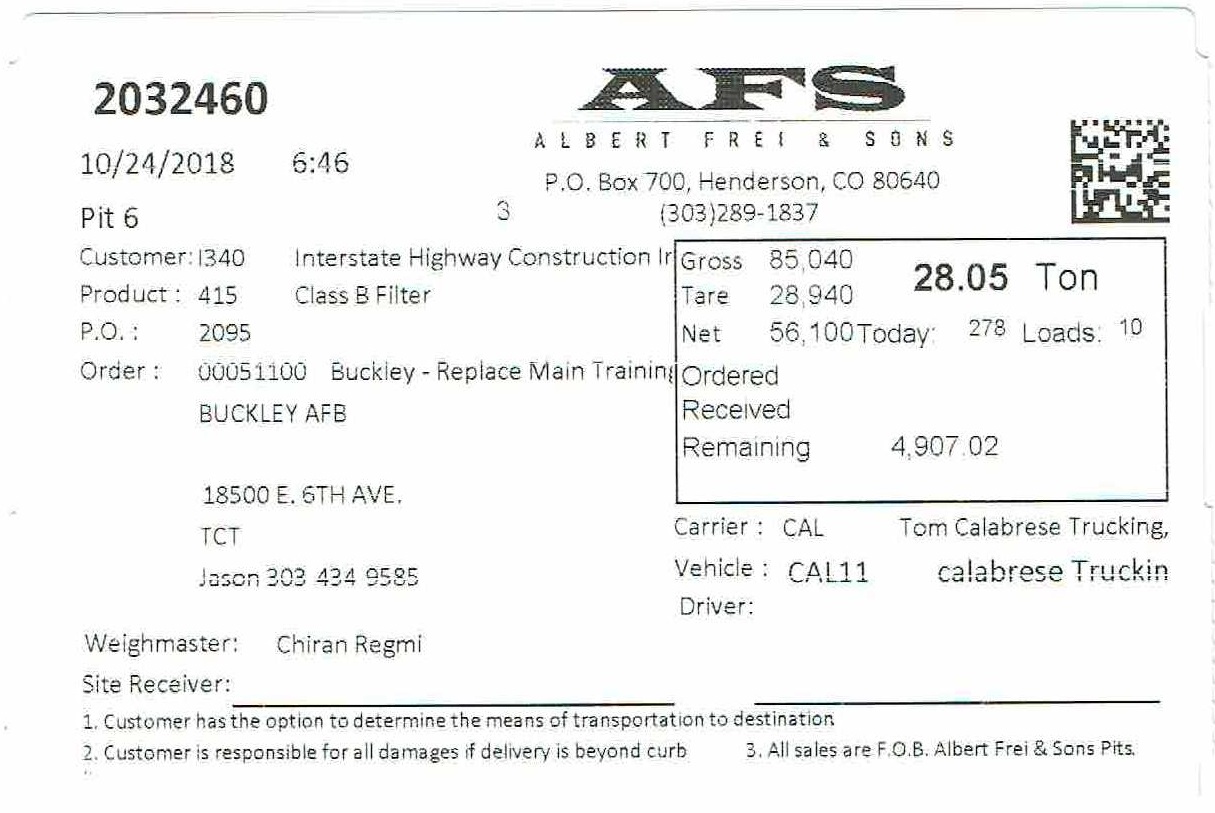 2032460
AFS
ALBERT FREI & SONS
10/24/2018 6:46
P.O. Box 700, Henderson, CO 80640
Pit 6 3 (303)289-1837
Customer: I340 Interstate Highway Construction Ir
Product : 415 Class B Filter
P.O. : 2095
Order : 00051100 Buckley - Replace Main Training
BUCKLEY AFB
18500 E. 6TH AVE.
TCT
Jason 303 434 9585
Gross 85,040 28.05 Ton
Tare 28,940
Net 56,100 Today: 278 Loads: 10
Ordered
Received
Remaining 4,907.02
Carrier : CAL Tom Calabrese Trucking,
Vehicle : CAL11 calabrese Truckin
Driver:
Weighmaster: Chiran Regmi
Site Receiver:
1. Customer has the option to determine the means of transportation to destination
2. Customer is responsible for all damages if delivery is beyond curb 3. All sales are F.O.B. Albert Frei & Sons Pits.